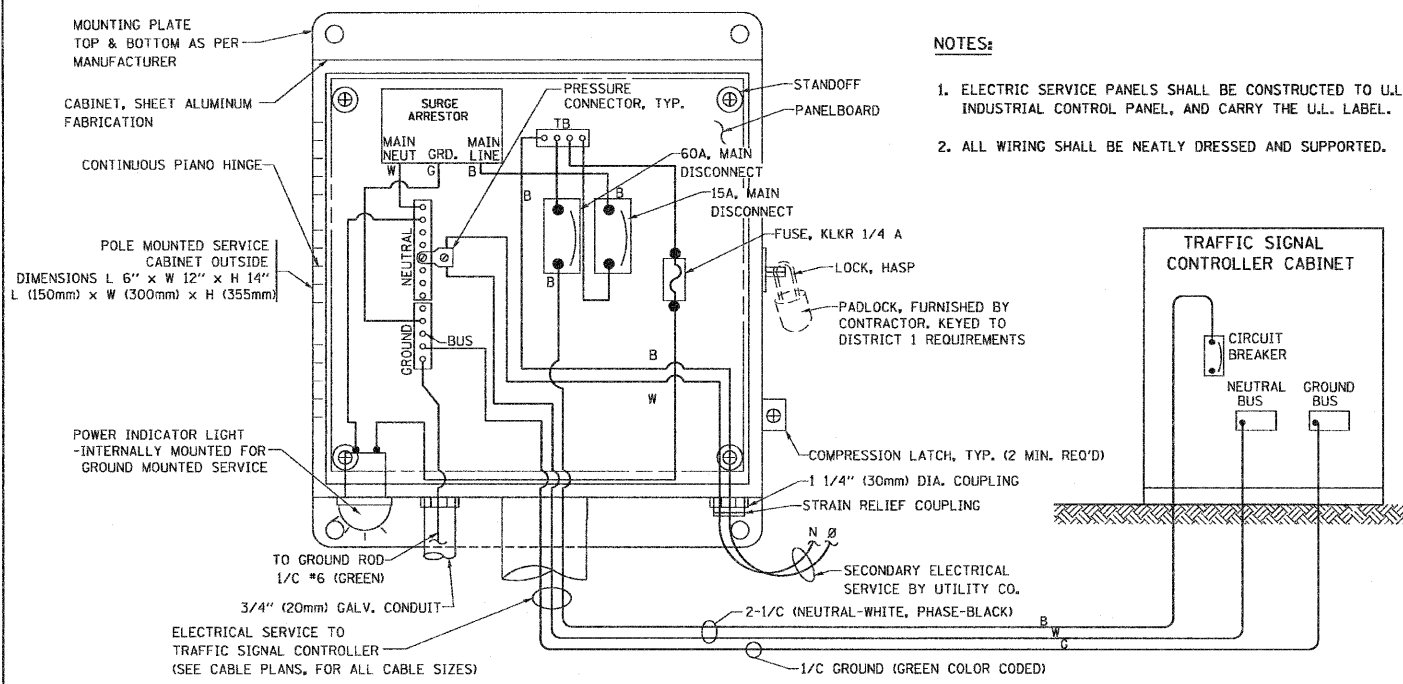 MOUNTING PLATE
TOP & BOTTOM AS PER
MANUFACTURER
CABINET, SHEET ALUMINUM
FABRICATION
CONTINUOUS PIANO HINGE
POLE MOUNTED SERVICE
CABINET OUTSIDE
DIMENSIONS L 6" x W 12" x H 14"
L (150mm) x W (300mm) x H (355mm)
POWER INDICATOR LIGHT
-INTERNALLY MOUNTED FOR
GROUND MOUNTED SERVICE
SURGE
ARRESTOR
MAIN
NEUT
GRD.
MAIN
LINE
W
G
B
PRESSURE
CONNECTOR, TYP.
TB
STANDOFF
PANELBOARD
60A, MAIN
DISCONNECT
15A, MAIN
DISCONNECT
B
B
B
FUSE, KLKR 1/4 A
LOCK, HASP
PADLOCK, FURNISHED BY
CONTRACTOR. KEYED TO
DISTRICT 1 REQUIREMENTS
NEUTRAL
GROUND
BUS
B
W
COMPRESSION LATCH, TYP. (2 MIN. REQ'D)
1 1/4" (30mm) DIA. COUPLING
STRAIN RELIEF COUPLING
N Ø
SECONDARY ELECTRICAL
SERVICE BY UTILITY CO.
TO GROUND ROD
1/C #6 (GREEN)
3/4" (20mm) GALV. CONDUIT
ELECTRICAL SERVICE TO
TRAFFIC SIGNAL CONTROLLER
(SEE CABLE PLANS, FOR ALL CABLE SIZES)
2-1/C (NEUTRAL-WHITE, PHASE-BLACK)
B
W
G
1/C GROUND (GREEN COLOR CODED)
NOTES:
1. ELECTRIC SERVICE PANELS SHALL BE CONSTRUCTED TO U.L
INDUSTRIAL CONTROL PANEL, AND CARRY THE U.L. LABEL.
2. ALL WIRING SHALL BE NEATLY DRESSED AND SUPPORTED.
TRAFFIC SIGNAL
CONTROLLER CABINET
CIRCUIT
BREAKER
NEUTRAL
BUS
GROUND
BUS